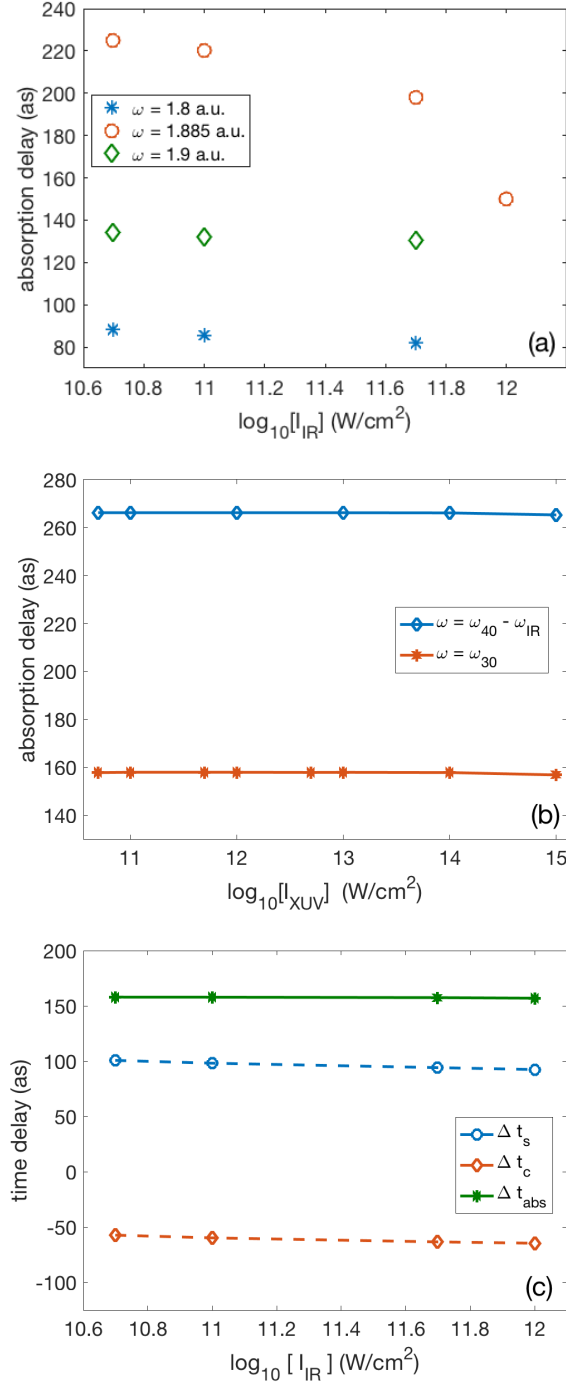 240
220
200
180
160
140
120
100
80
absorption delay (as)
ω = 1.8 a.u.
ω = 1.885 a.u.
ω = 1.9 a.u.
(a)
10.6 10.8 11 11.2 11.4 11.6 11.8 12
log10[IIR] (W/cm2)
280
260
240
220
200
180
160
140
absorption delay (as)
ω = ω40 - ωIR
ω = ω30
(b)
11 12 13 14 15
log10[IXUV] (W/cm2)
200
150
100
50
0
-50
-100
time delay (as)
Δ ts
Δ tc
Δ tabs
(c)
10.6 10.8 11 11.2 11.4 11.6 11.8 12
log10 [ IIR ] (W/cm2)